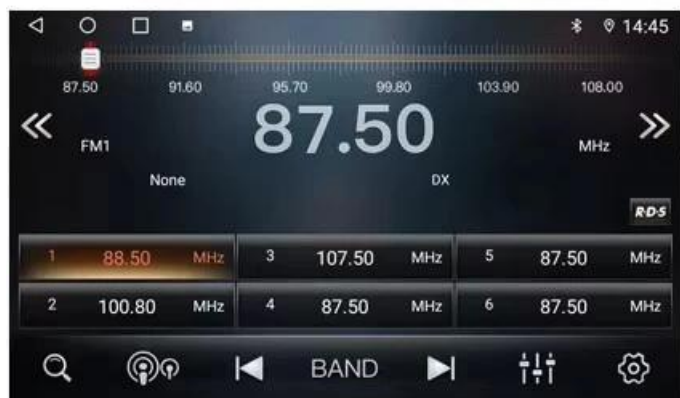 14:45
87.50 91.60 95.70 99.80 103.90 108.00
FM1 87.50 MHz
None DX
R·D·S
1 88.50 MHz 3 107.50 MHz 5 87.50 MHz
2 100.80 MHz 4 87.50 MHz 6 87.50 MHz
BAND